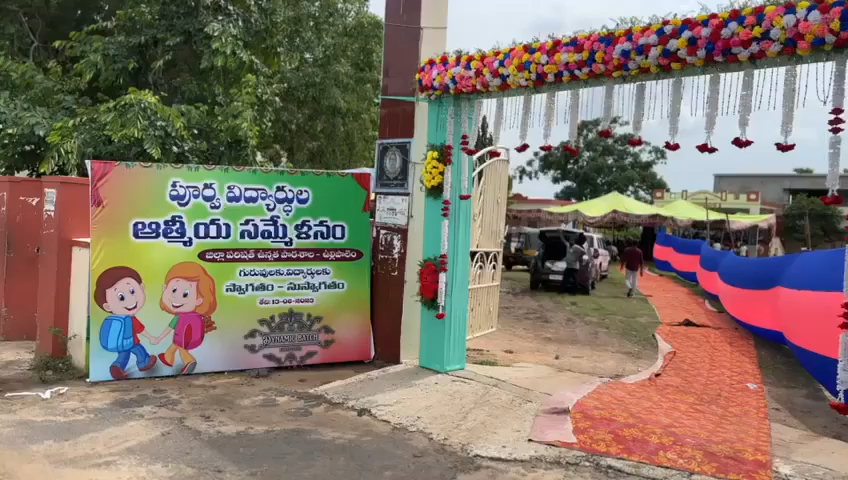 పూర్వ విద్యార్థుల
ఆత్మీయ సమ్మేళనం
జిల్లా పరిషత్ ఉన్నత పాఠశాల - ఉప్పలపాలెం
గురువులకు,విద్యార్థులకు
స్వాగతం - సుస్వాగతం
DYNAMIC BATCH